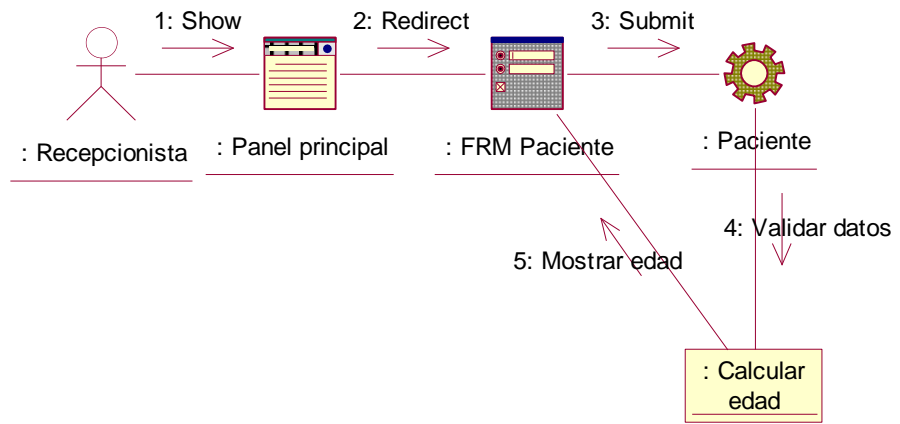 1: Show
2: Redirect
3: Submit
: Recepcionista
: Panel principal
: FRM Paciente
: Paciente
4: Validar datos
5: Mostrar edad
: Calcular
edad